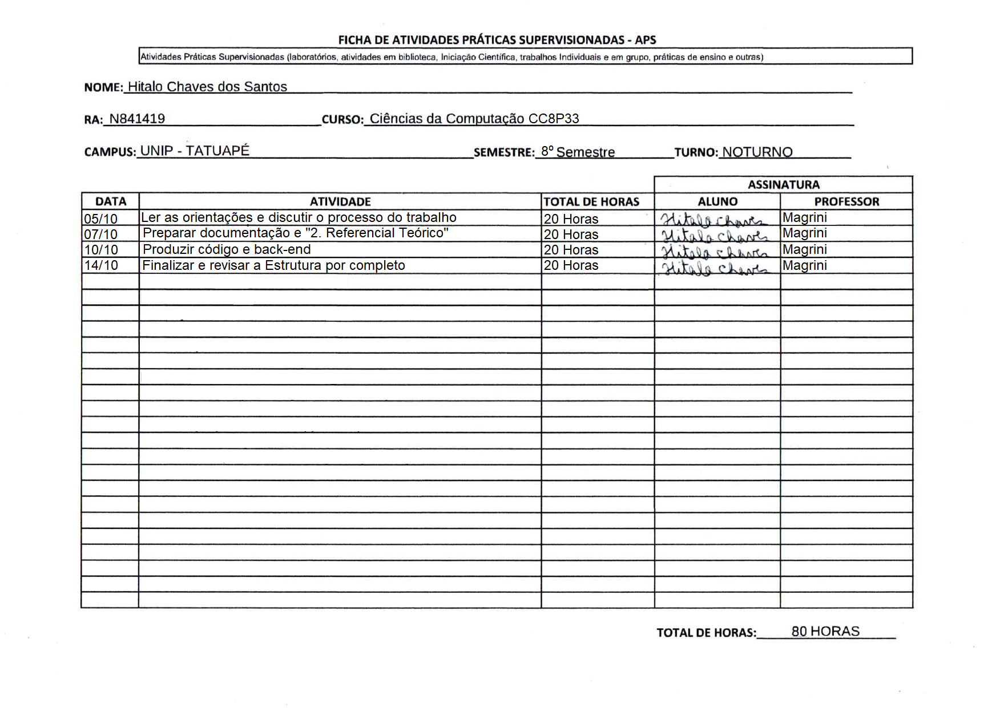 FICHA DE ATIVIDADES PRÁTICAS SUPERVISIONADAS - APS
Atividades Práticas Supervisionadas (laboratórios, atividades em biblioteca, Iniciação Científica, trabalhos Individuais e em grupo, práticas de ensino e outras)
NOME: Hitalo Chaves dos Santos
RA: N841419 CURSO: Ciências da Computação CC8P33
CAMPUS: UNIP - TATUAPÉ SEMESTRE: 8º Semestre TURNO: NOTURNO
ASSINATURA
DATA ATIVIDADE TOTAL DE HORAS ALUNO PROFESSOR
05/10 Ler as orientações e discutir o processo do trabalho 20 Horas Hitalo Chaves Magrini
07/10 Preparar documentação e "2. Referencial Teórico" 20 Horas Hitalo Chaves Magrini
10/10 Produzir código e back-end 20 Horas Hitalo Chaves Magrini
14/10 Finalizar e revisar a Estrutura por completo 20 Horas Hitalo Chaves Magrini
TOTAL DE HORAS: 80 HORAS